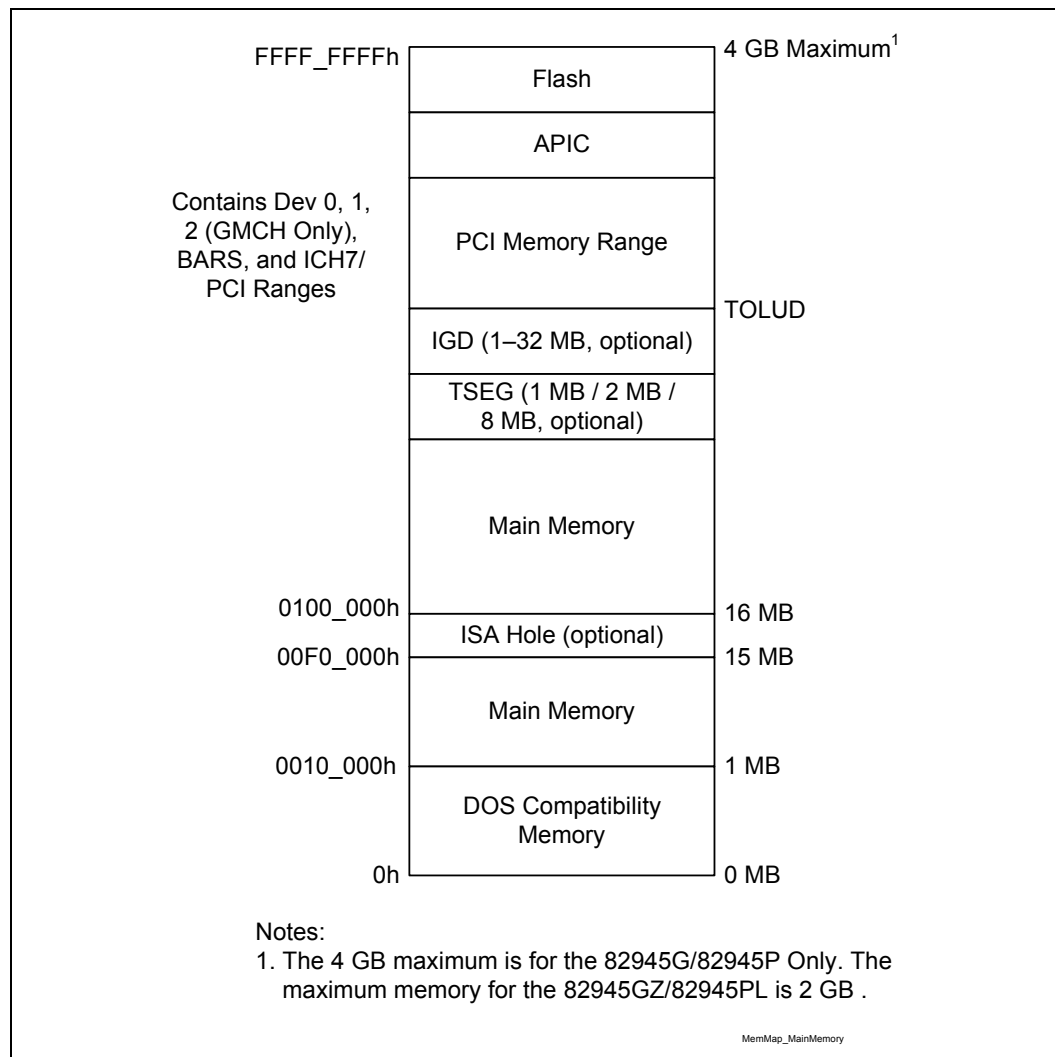 FFFF_FFFFh
4 GB Maximum1
Flash
APIC
Contains Dev 0, 1,
2 (GMCH Only),
BARS, and ICH7/
PCI Ranges
PCI Memory Range
TOLUD
IGD (1–32 MB, optional)
TSEG (1 MB / 2 MB /
8 MB, optional)
Main Memory
0100_000h
16 MB
ISA Hole (optional)
00F0_000h
15 MB
Main Memory
0010_000h
1 MB
DOS Compatibility
Memory
0h
0 MB
Notes:
1. The 4 GB maximum is for the 82945G/82945P Only. The
maximum memory for the 82945GZ/82945PL is 2 GB .
MemMap_MainMemory